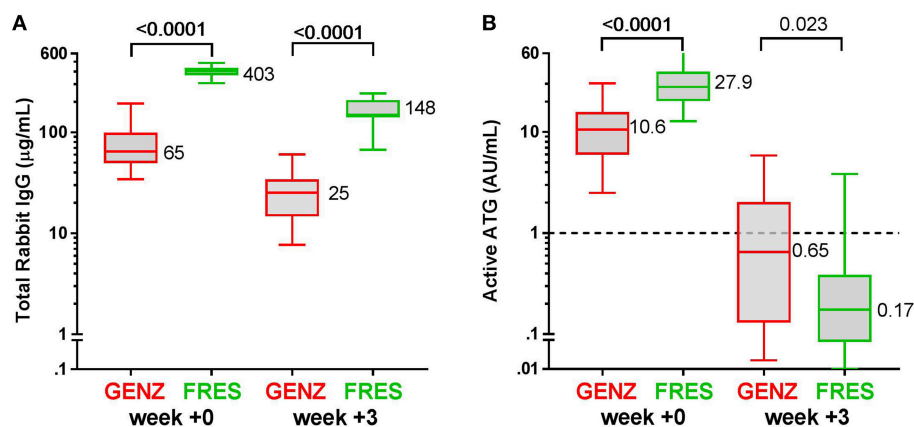 A
<0.0001
<0.0001
600
100
10
1
.1
Total Rabbit IgG (µg/mL)
65
403
25
148
GENZ FRES GENZ FRES
week +0 week +3
B
<0.0001
0.023
60
10
1
.1
.01
Active ATG (AU/mL)
10.6
27.9
0.65
0.17
GENZ FRES GENZ FRES
week +0 week +3